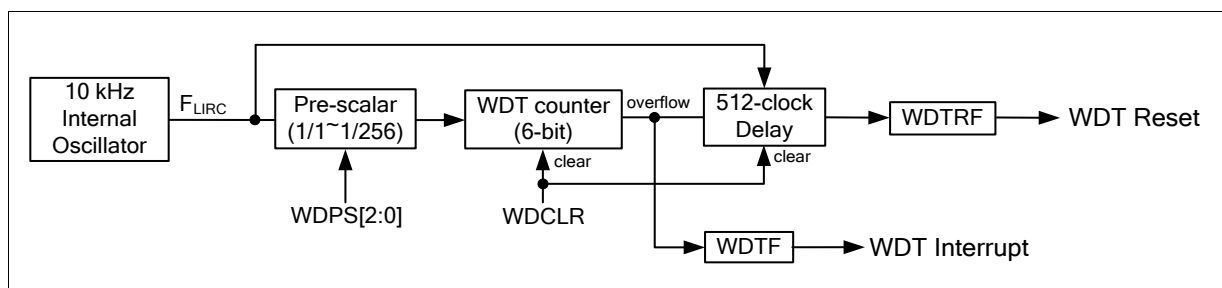 10 kHz
Internal
Oscillator
FLIRC
Pre-scalar
(1/1~1/256)
WDPS[2:0]
WDT counter
(6-bit)
clear
WDCLR
overflow
512-clock
Delay
clear
WDTRF
WDT Reset
WDTF
WDT Interrupt